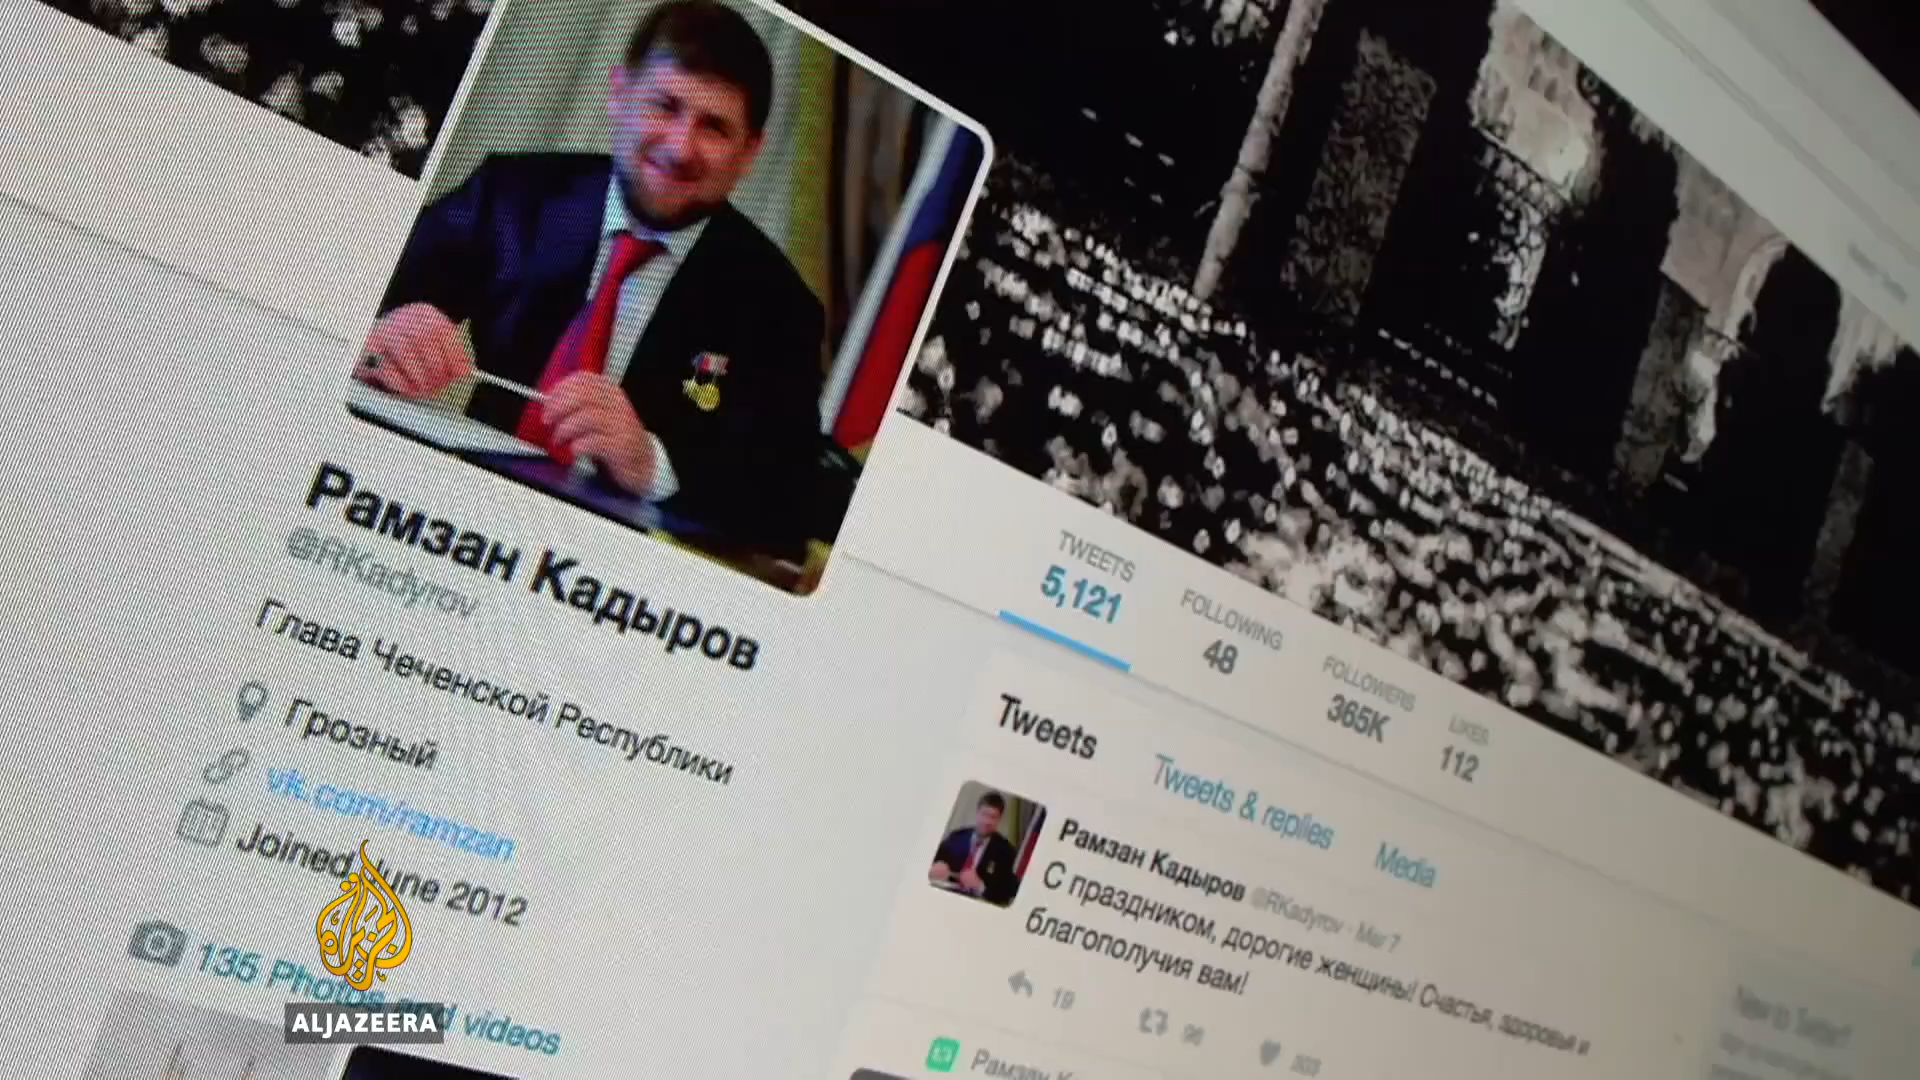 Рамзан Кадыров
@RKadyrov
Глава Чеченской Республики
Грозный
vk.com/ramzan
Joined June 2012
135 Photos and videos
TWEETS
5,121
FOLLOWING
48
FOLLOWERS
365K
LIKES
112
Tweets
Tweets & replies
Media
Рамзан Кадыров @RKadyrov · Mar 7
С праздником, дорогие женщины! Счастья, здоровья и
благополучия вам!
19
ALJAZEERA